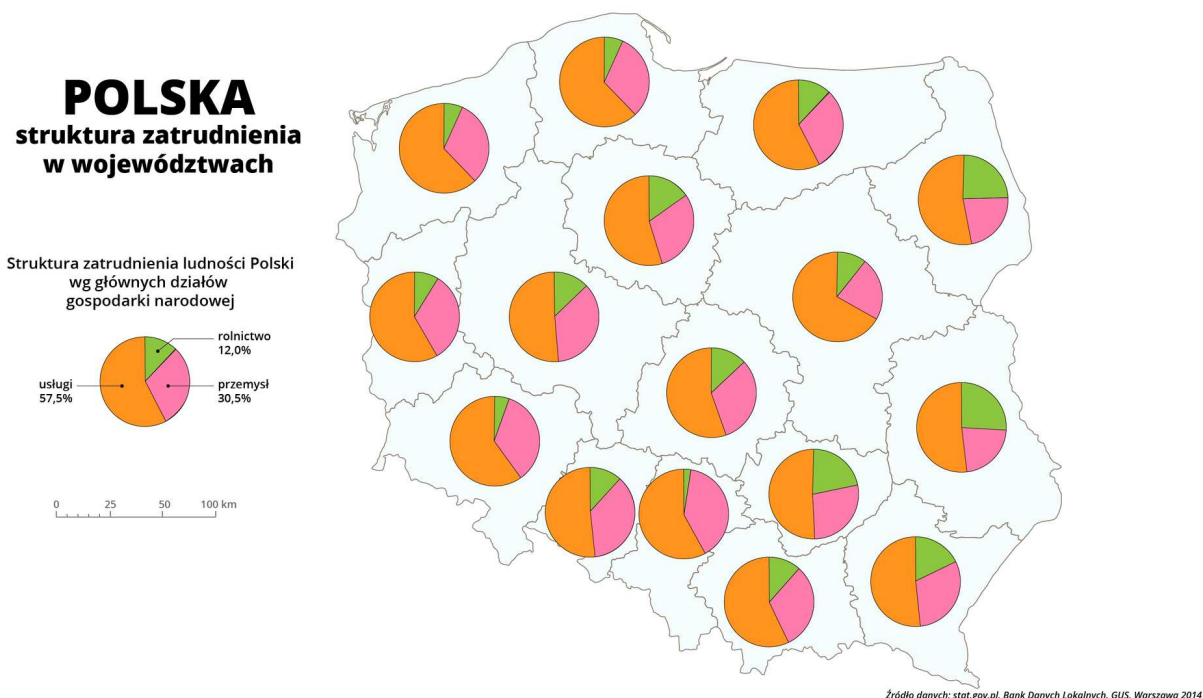 POLSKA
struktura zatrudnienia
w województwach
Struktura zatrudnienia ludności Polski
wg głównych działów
gospodarki narodowej
rolnictwo
12,0%
usługi
57,5%
przemysł
30,5%
0 25 50 100 km
Źródło danych: stat.gov.pl, Bank Danych Lokalnych, GUS, Warszawa 2014